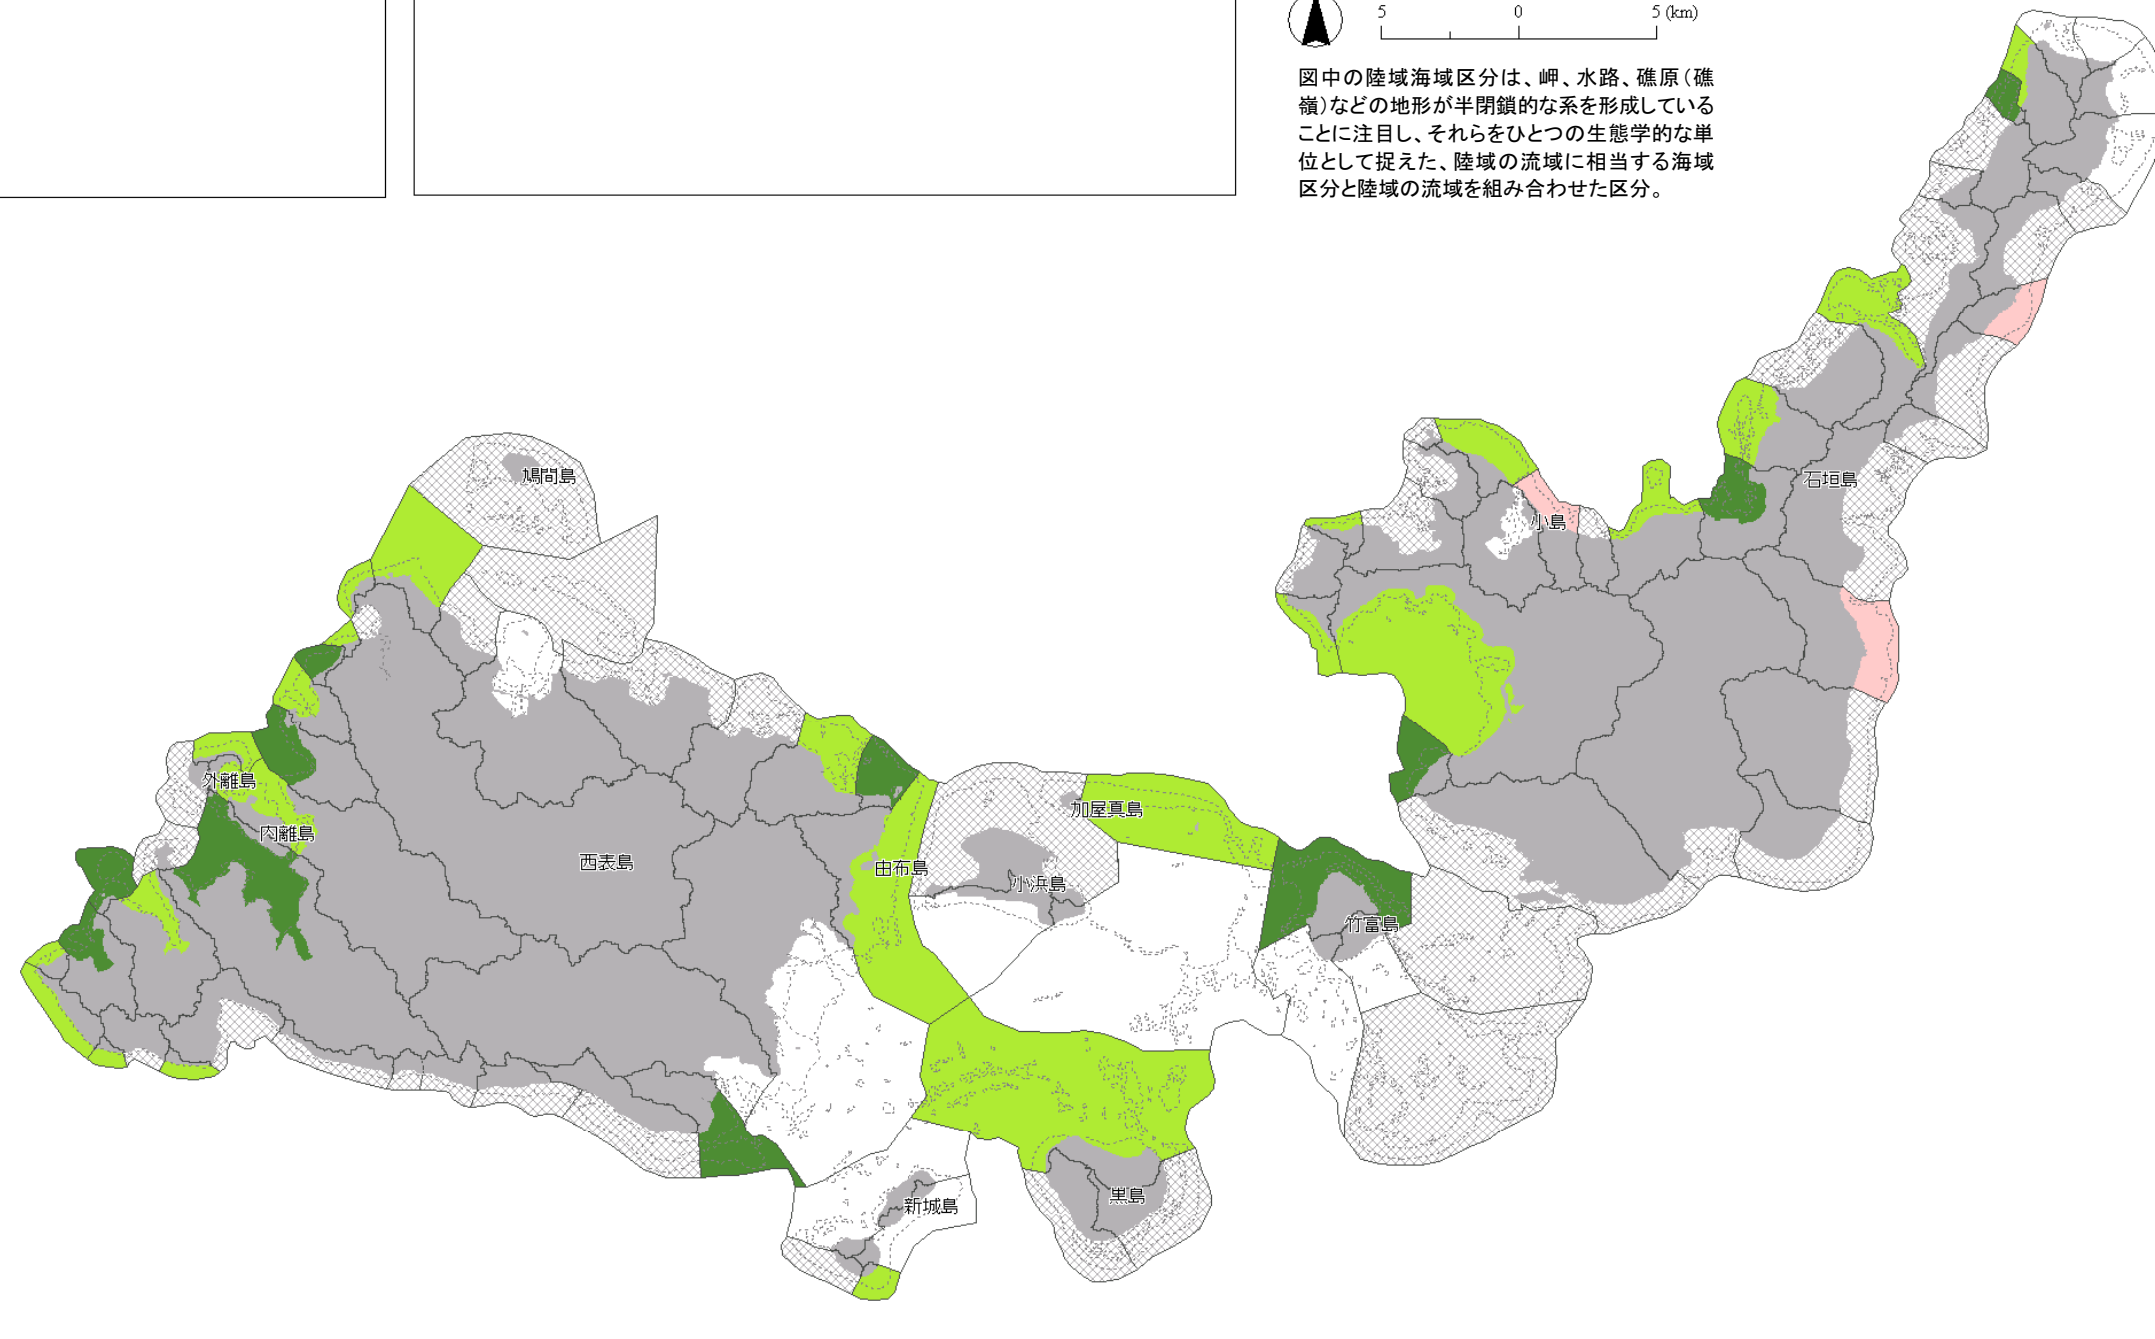 5 0 5 (km)
図中の陸域海域区分は、岬、水路、礁原(礁
嶺)などの地形が半閉鎖的な系を形成している
ことに注目し、それらをひとつの生態学的な単
位として捉えた、陸域の流域に相当する海域
区分と陸域の流域を組み合わせた区分。
鳩間島
石垣島
小島
外離島
内離島
西表島
加屋真島
由布島
小浜島
竹富島
黒島
新城島